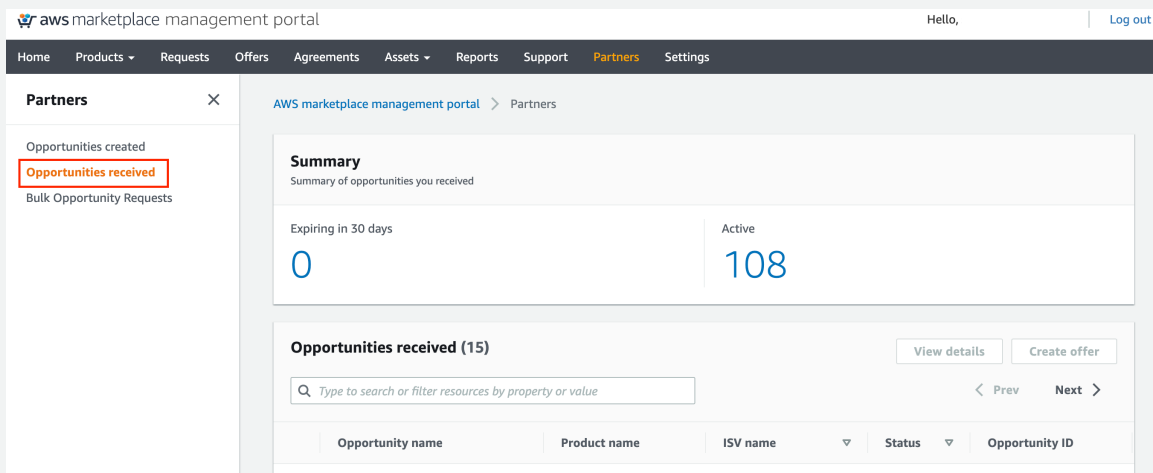 aws marketplace management portal
Hello,
Log out
Home Products Requests Offers Agreements Assets Reports Support Partners Settings
Partners
AWS marketplace management portal > Partners
Opportunities created
Opportunities received
Bulk Opportunity Requests
Summary
Summary of opportunities you received
Expiring in 30 days
0
Active
108
Opportunities received (15)
View details
Create offer
Type to search or filter resources by property or value
Prev Next
Opportunity name Product name ISV name Status Opportunity ID